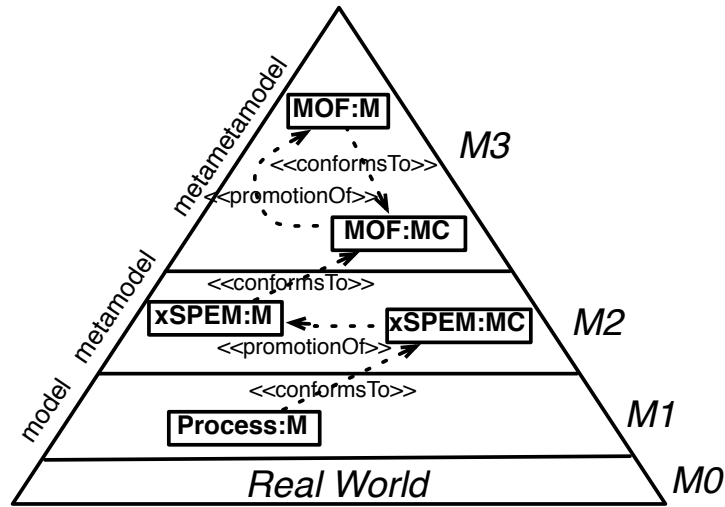 MOF:M
metametamodel
M3
<<conformsTo>>
<<promotionOf>>
MOF:MC
<<conformsTo>>
metamodel
xSPEM:M
xSPEM:MC
M2
<<promotionOf>>
<<conformsTo>>
model
Process:M
M1
Real World
M0